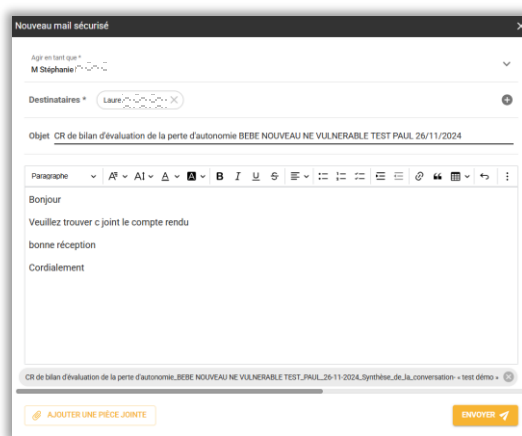 Nouveau mail sécurisé
Agir en tant que *
M Stéphanie
Destinataires * Laure
Objet CR de bilan d'évaluation de la perte d'autonomie BEBE NOUVEAU NE VULNERABLE TEST PAUL 26/11/2024
Paragraphe
Bonjour
Veuillez trouver c joint le compte rendu
bonne réception
Cordialement
CR de bilan d'évaluation de la perte d'autonomie_BEBE NOUVEAU NE VULNERABLE TEST_PAUL_26-11-2024_Synthèse_de_la_conversation- « test démo »
AJOUTER UNE PIÈCE JOINTE
ENVOYER